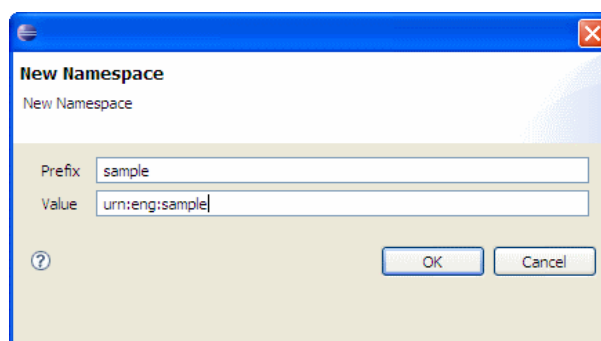 New Namespace
New Namespace
Prefix sample
Value urn:eng:sample
? OK Cancel